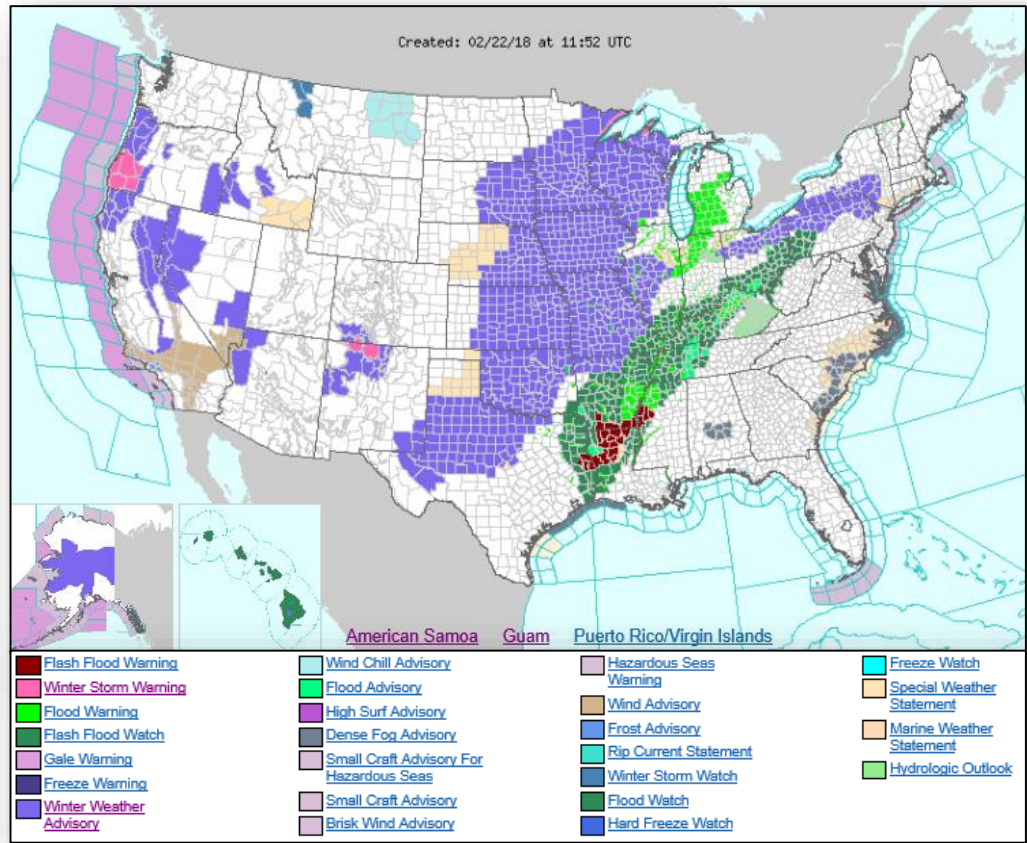 Created: 02/22/18 at 11:52 UTC
American Samoa Guam Puerto Rico/Virgin Islands
Flash Flood Warning
Winter Storm Warning
Flood Warning
Flash Flood Watch
Gale Warning
Freeze Warning
Winter Weather
Advisory
Wind Chill Advisory
Flood Advisory
High Surf Advisory
Dense Fog Advisory
Small Craft Advisory For
Hazardous Seas
Small Craft Advisory
Brisk Wind Advisory
Hazardous Seas
Warning
Wind Advisory
Frost Advisory
Rip Current Statement
Winter Storm Watch
Flood Watch
Hard Freeze Watch
Freeze Watch
Special Weather
Statement
Marine Weather
Statement
Hydrologic Outlook